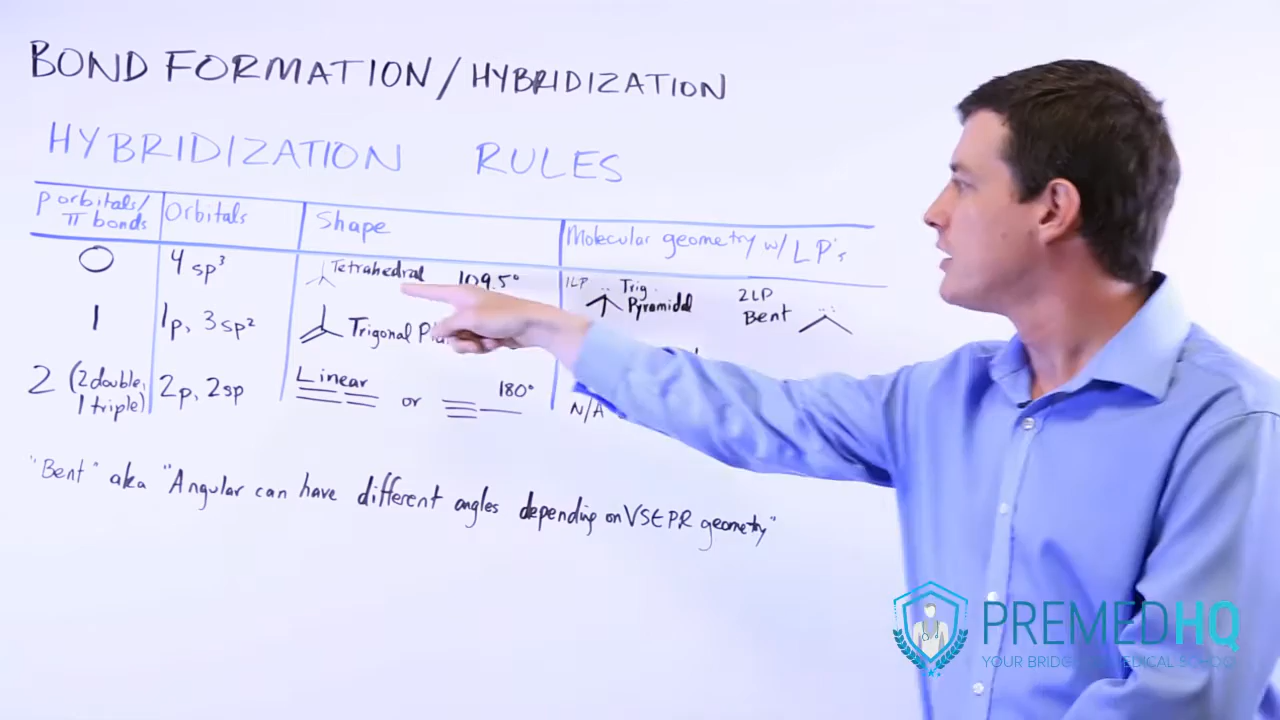 BOND FORMATION/HYBRIDIZATION
HYBRIDIZATION RULES
p orbitals/
π bonds
Orbitals
Shape
Molecular geometry w/ LP's
0
4 sp³
Tetrahedral 109.5°
1LP
Trig.
Pyramidal
2LP
Bent
1
1p, 3sp²
Trigonal
2 (2 double,
1 triple)
2p, 2sp
Linear
or
180°
N/A
"Bent" aka "Angular can have different angles depending on VSEPR geometry"
PREMEDHQ
YOUR BRIDGE MEDICAL SCHOOL